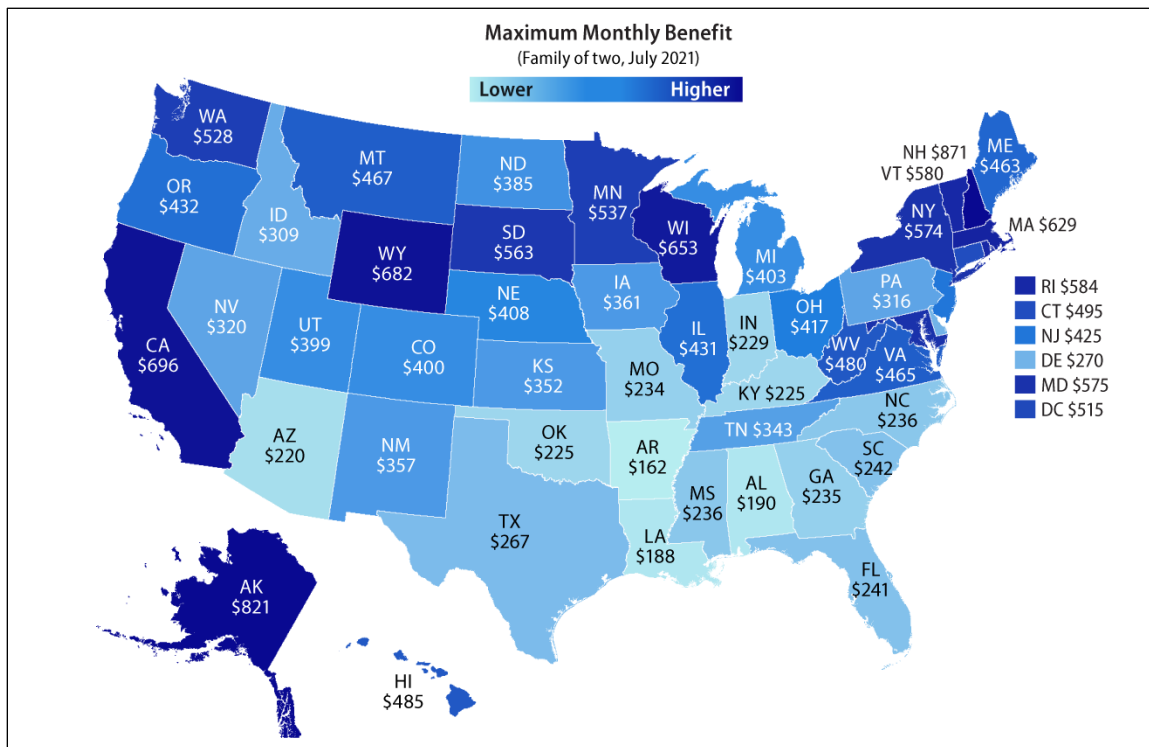 Maximum Monthly Benefit
(Family of two, July 2021)
Lower Higher
WA
$528
MT
$467
ND
$385
MN
$537
NH $871
VT $580
ME
$463
OR
$432
ID
$309
SD
$563
WI
$653
NY
$574
MA $629
WY
$682
MI
$403
NE
$408
IA
$361
PA
$316
RI $584
CT $495
NJ $425
DE $270
MD $575
DC $515
NV
$320
UT
$399
CA
$696
CO
$400
KS
$352
MO
$234
IL
$431
IN
$229
OH
$417
WV
$480
VA
$465
KY $225
NC
$236
TN $343
AZ
$220
NM
$357
OK
$225
AR
$162
SC
$242
MS
$236
AL
$190
GA
$235
TX
$267
LA
$188
FL
$241
AK
$821
HI
$485